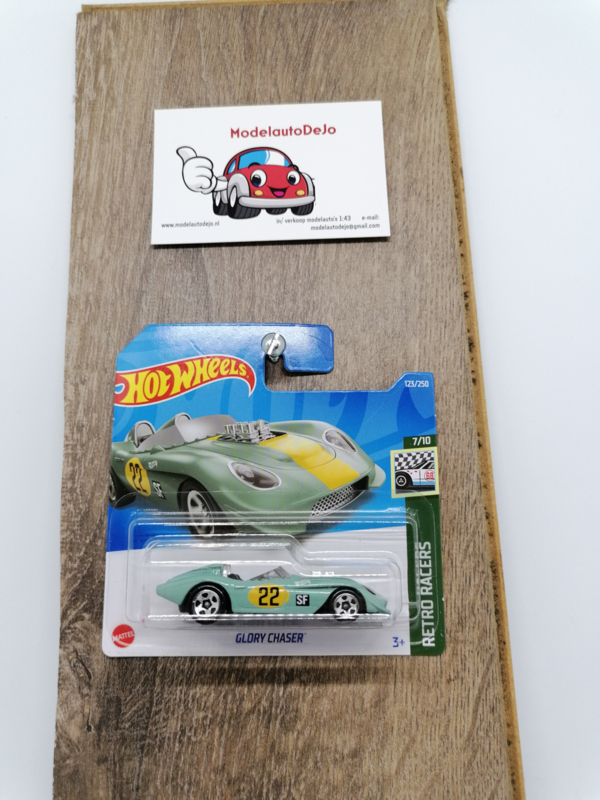 ModelautoDeJo
in/ verkoop modelauto's 1:43 e-mail:
www.modelautodejo.nl
modelautodejo@gmail.com
HOT WHEELS
123/250
7/10
22
SF
RETRO RACERS
22
SF
MATTEL
GLORY CHASER
3+